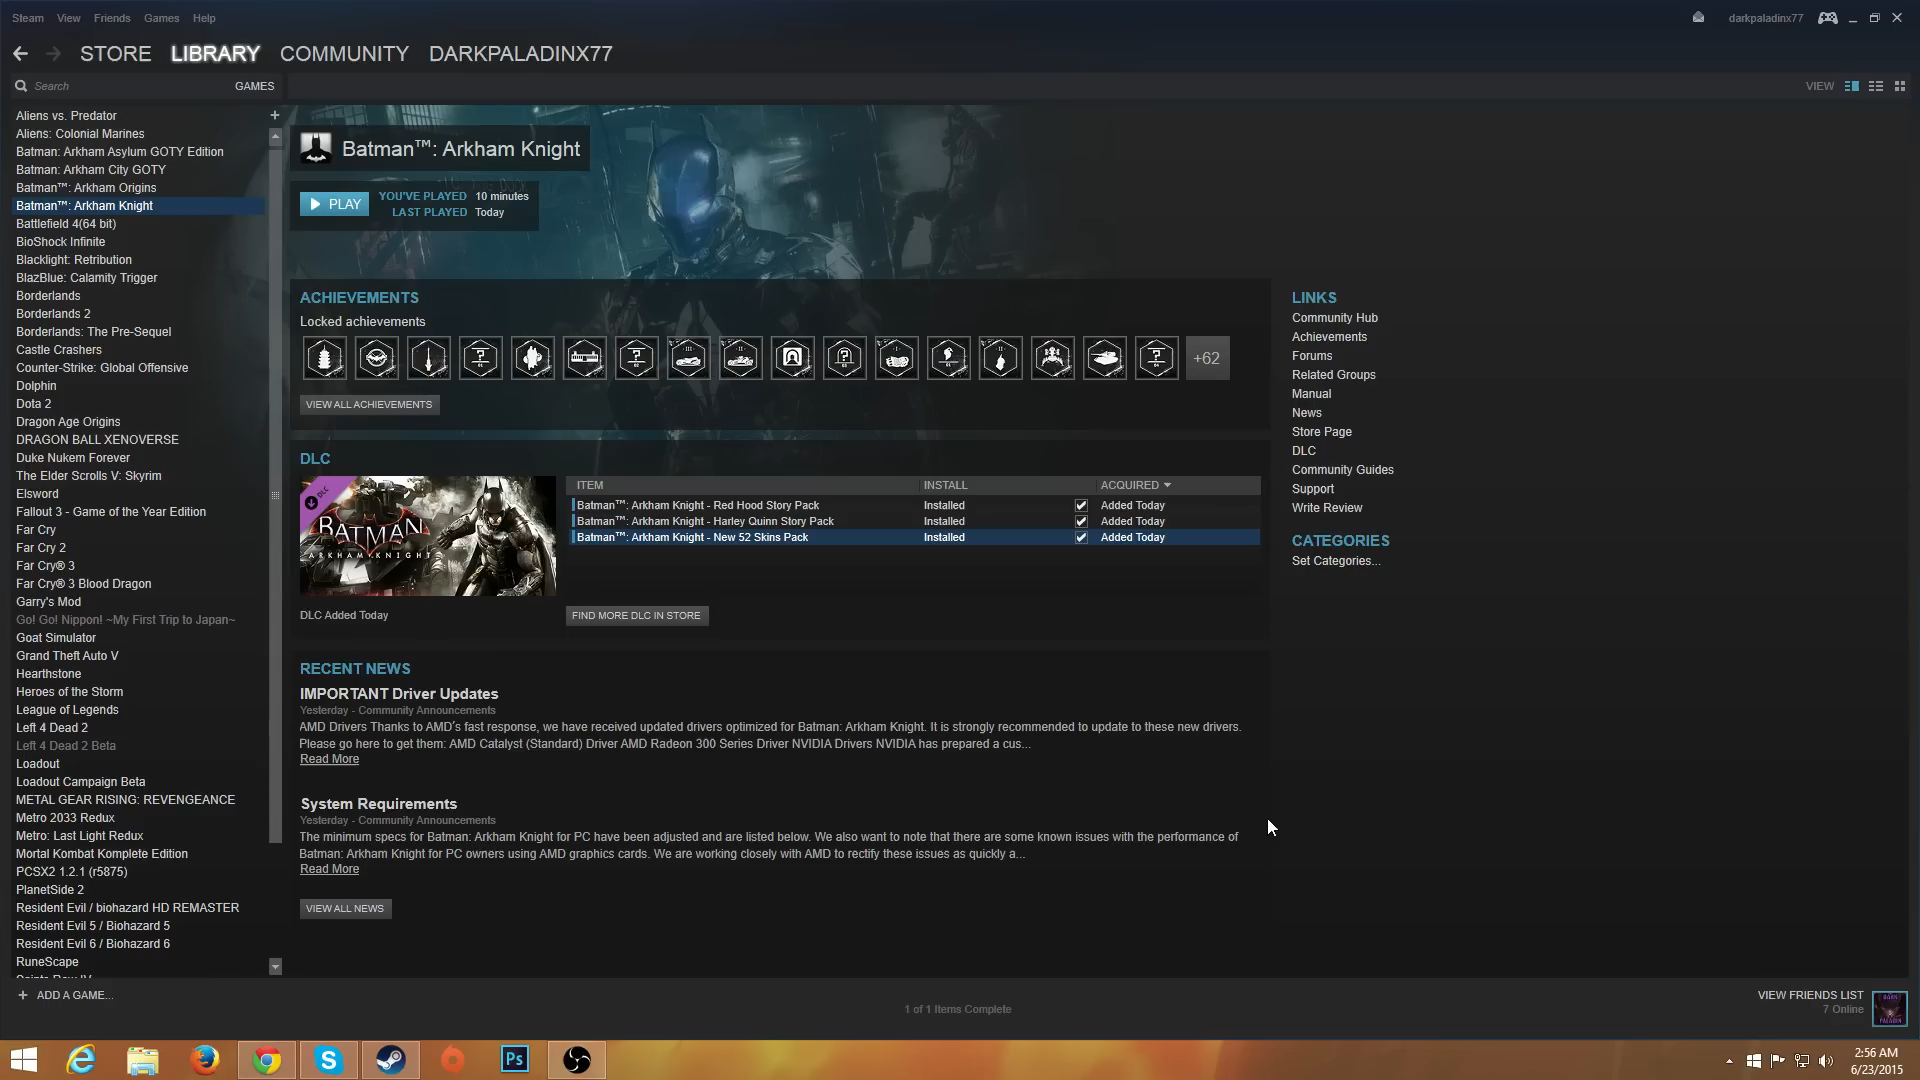 Steam View Friends Games Help
darkpaladinx77
STORE LIBRARY COMMUNITY DARKPALADINX77
Search GAMES
VIEW
Aliens vs. Predator
Aliens: Colonial Marines
Batman: Arkham Asylum GOTY Edition
Batman: Arkham City GOTY
Batman™: Arkham Origins
Batman™: Arkham Knight
Battlefield 4(64 bit)
BioShock Infinite
Blacklight: Retribution
BlazBlue: Calamity Trigger
Borderlands
Borderlands 2
Borderlands: The Pre-Sequel
Castle Crashers
Counter-Strike: Global Offensive
Dolphin
Dota 2
Dragon Age Origins
DRAGON BALL XENOVERSE
Duke Nukem Forever
The Elder Scrolls V: Skyrim
Elsword
Fallout 3 - Game of the Year Edition
Far Cry
Far Cry 2
Far Cry® 3
Far Cry® 3 Blood Dragon
Garry's Mod
Go! Go! Nippon! ~My First Trip to Japan~
Goat Simulator
Grand Theft Auto V
Hearthstone
Heroes of the Storm
League of Legends
Left 4 Dead 2
Left 4 Dead 2 Beta
Loadout
Loadout Campaign Beta
METAL GEAR RISING: REVENGEANCE
Metro 2033 Redux
Metro: Last Light Redux
Mortal Kombat Komplete Edition
PCSX2 1.2.1 (r5875)
PlanetSide 2
Resident Evil / biohazard HD REMASTER
Resident Evil 5 / Biohazard 5
Resident Evil 6 / Biohazard 6
RuneScape
+ ADD A GAME...
Batman™: Arkham Knight
PLAY
YOU'VE PLAYED 10 minutes
LAST PLAYED Today
ACHIEVEMENTS
Locked achievements
+62
VIEW ALL ACHIEVEMENTS
DLC
DLC
BATMAN
ARKHAM KNIGHT
DLC Added Today
ITEM INSTALL ACQUIRED
Batman™: Arkham Knight - Red Hood Story Pack Installed Added Today
Batman™: Arkham Knight - Harley Quinn Story Pack Installed Added Today
Batman™: Arkham Knight - New 52 Skins Pack Installed Added Today
FIND MORE DLC IN STORE
RECENT NEWS
IMPORTANT Driver Updates
Yesterday - Community Announcements
AMD Drivers Thanks to AMD's fast response, we have received updated drivers optimized for Batman: Arkham Knight. It is strongly recommended to update to these new drivers.
Please go here to get them: AMD Catalyst (Standard) Driver AMD Radeon 300 Series Driver NVIDIA Drivers NVIDIA has prepared a cus...
Read More
System Requirements
Yesterday - Community Announcements
The minimum specs for Batman: Arkham Knight for PC have been adjusted and are listed below. We also want to note that there are some known issues with the performance of
Batman: Arkham Knight for PC owners using AMD graphics cards. We are working closely with AMD to rectify these issues as quickly a...
Read More
VIEW ALL NEWS
LINKS
Community Hub
Achievements
Forums
Related Groups
Manual
News
Store Page
DLC
Community Guides
Support
Write Review
CATEGORIES
Set Categories...
1 of 1 Items Complete
VIEW FRIENDS LIST
7 Online
Ps
2:56 AM
6/23/2015